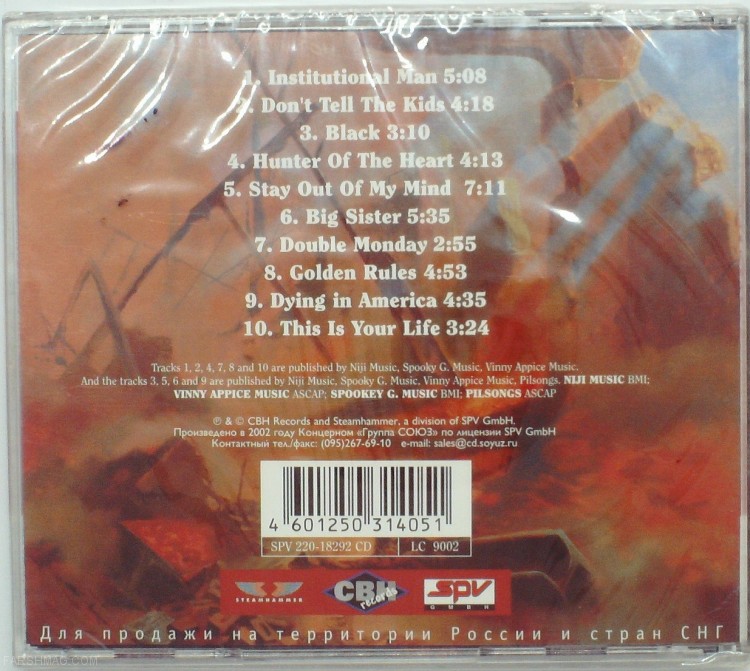 1. Institutional Man 5:08
2. Don't Tell The Kids 4:18
3. Black 3:10
4. Hunter Of The Heart 4:13
5. Stay Out Of My Mind 7:11
6. Big Sister 5:35
7. Double Monday 2:55
8. Golden Rules 4:53
9. Dying in America 4:35
10. This Is Your Life 3:24
Tracks 1, 2, 4, 7, 8 and 10 are published by Niji Music, Spooky G. Music, Vinny Appice Music.
And the tracks 3, 5, 6 and 9 are published by Niji Music, Spooky G. Music, Vinny Appice Music, Pilsongs. NIJI MUSIC BMI;
VINNY APPICE MUSIC ASCAP; SPOOKEY G. MUSIC BMI; PILSONGS ASCAP
℗ & © CBH Records and Steamhammer, a division of SPV GmbH.
Произведено в 2002 году Концерном «Группа СОЮЗ» по лицензии SPV GmbH
Контактный тел./факс: (095)267-69-10 e-mail: sales@cd.soyuz.ru
4 601250 314051
SPV 220-18292 CD LC 9002
STEAMHAMMER CBH records SPV GMBH
Для продажи на территории России и стран СНГ